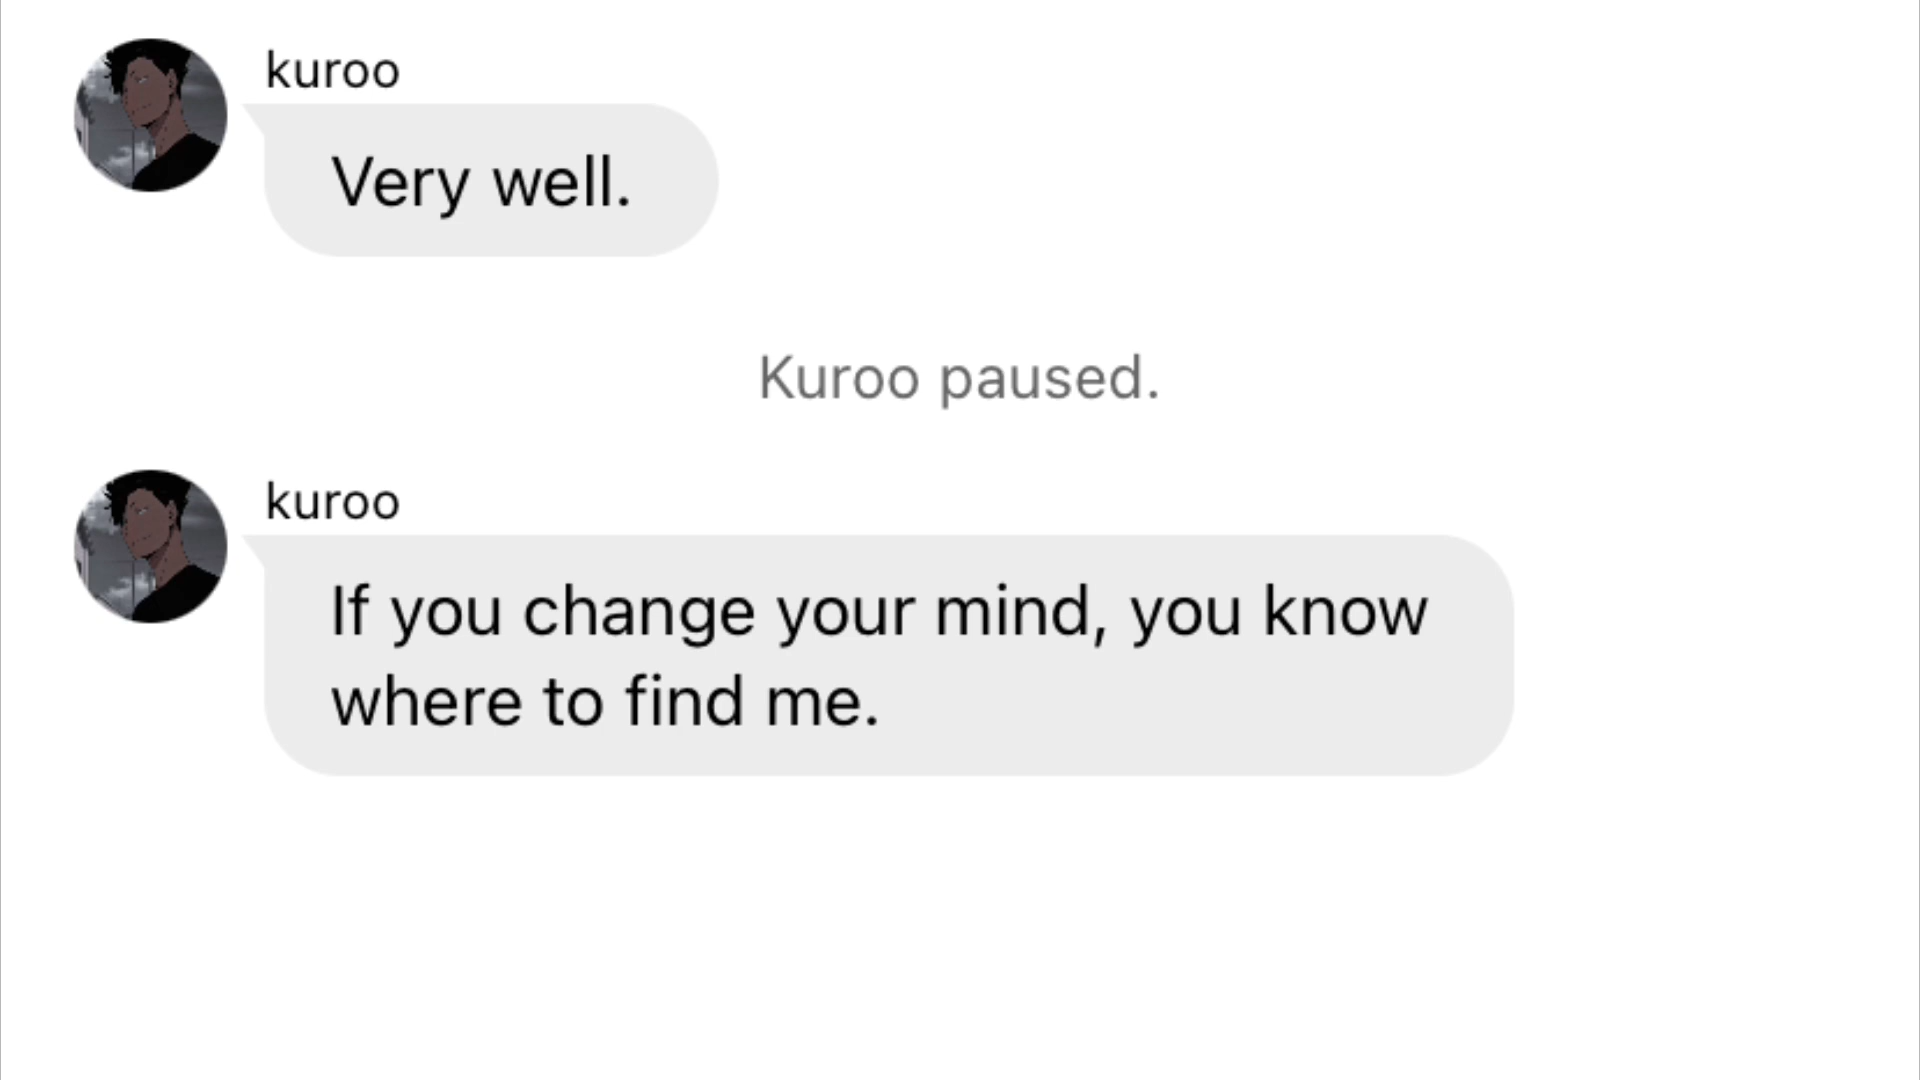 kuroo
Very well.
Kuroo paused.
kuroo
If you change your mind, you know
where to find me.